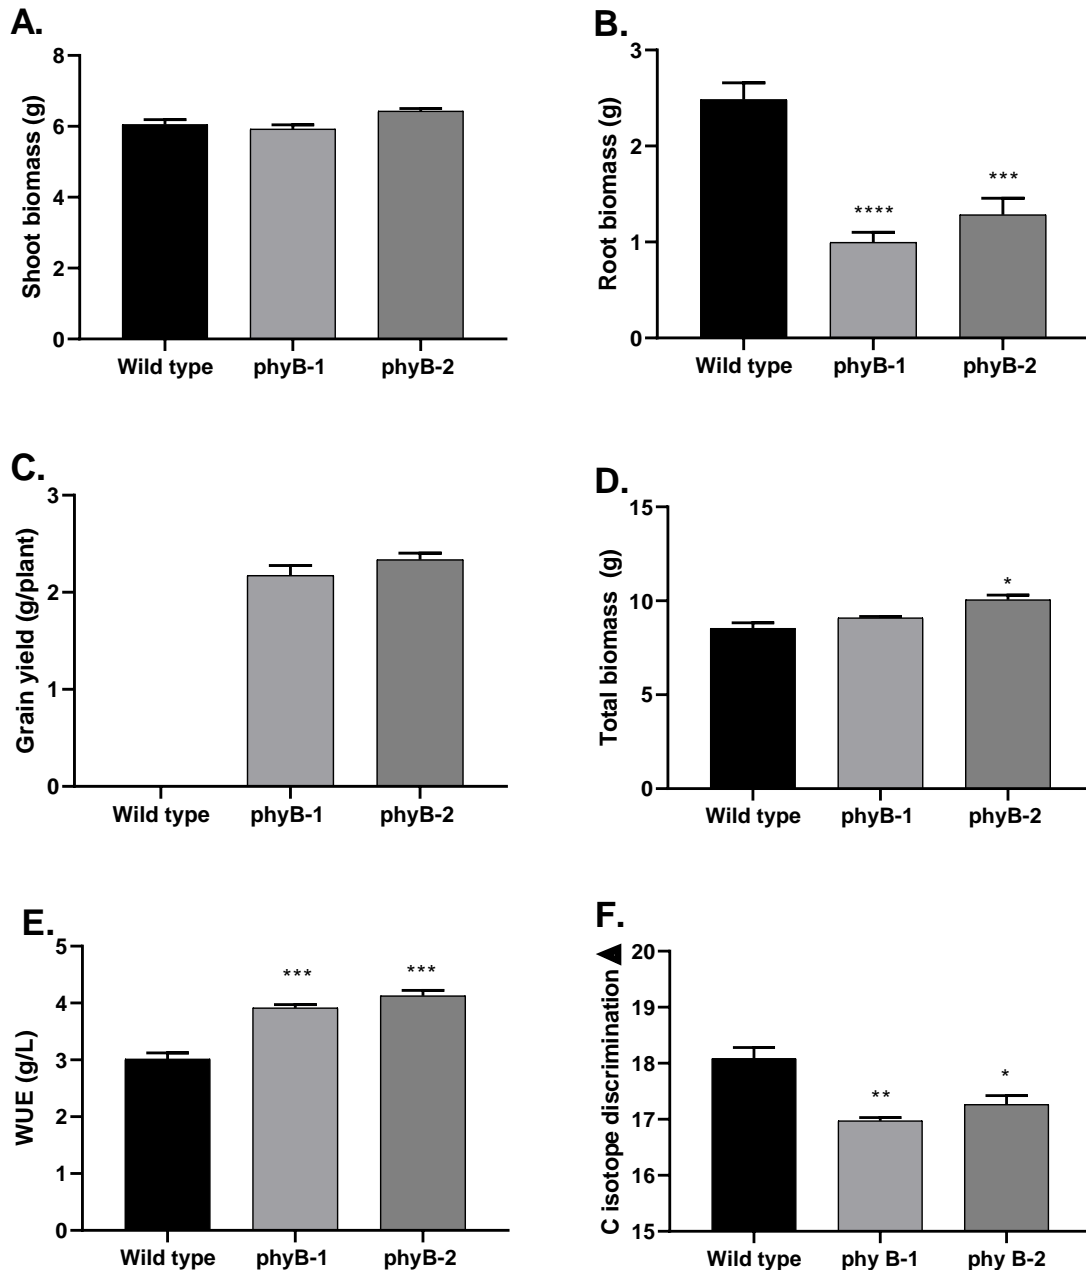 A.
Shoot biomass (g)
8
6
4
2
0
Wild type phyB-1 phyB-2
B.
Root biomass (g)
3
2
1
0
**** ***
Wild type phyB-1 phyB-2
C.
Grain yield (g/plant)
3
2
1
0
Wild type phyB-1 phyB-2
D.
Total biomass (g)
15
10
5
0
*
Wild type phyB-1 phyB-2
E.
WUE (g/L)
5
4
3
2
1
0
*** ***
Wild type phyB-1 phyB-2
F.
C isotope discrimination ▲
20
19
18
17
16
15
** *
Wild type phy B-1 phy B-2